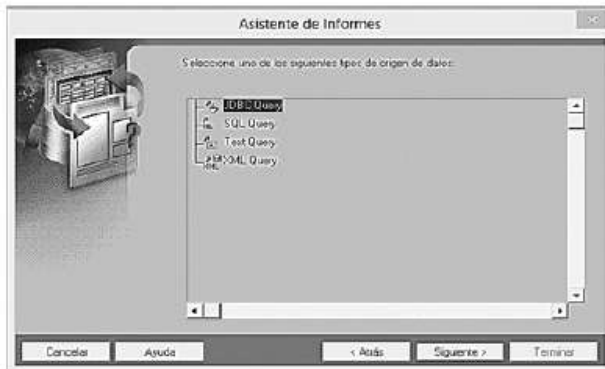 Asistente de Informes
Seleccione uno de los siguientes tipos de origen de datos:
JDBC Query
SQL Query
Text Query
XML Query
Cancelar
Ayuda
< Atrás
Siguiente >
Terminar